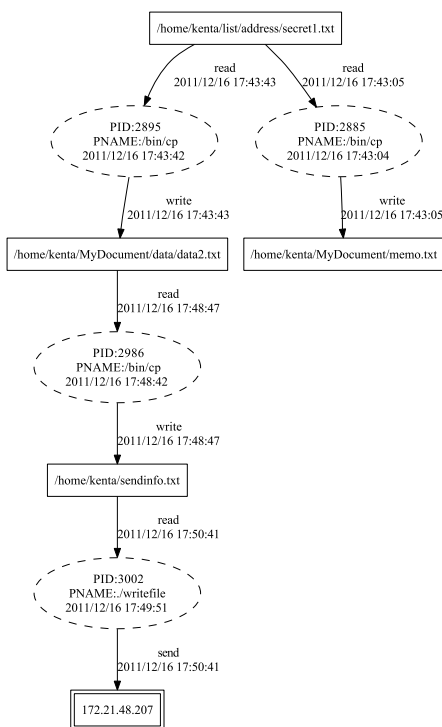 /home/kenta/list/address/secret1.txt
read
2011/12/16 17:43:43
read
2011/12/16 17:43:05
PID:2895
PNAME:/bin/cp
2011/12/16 17:43:42
PID:2885
PNAME:/bin/cp
2011/12/16 17:43:04
write
2011/12/16 17:43:43
write
2011/12/16 17:43:05
/home/kenta/MyDocument/data/data2.txt
/home/kenta/MyDocument/memo.txt
read
2011/12/16 17:48:47
PID:2986
PNAME:/bin/cp
2011/12/16 17:48:42
write
2011/12/16 17:48:47
/home/kenta/sendinfo.txt
read
2011/12/16 17:50:41
PID:3002
PNAME:./writefile
2011/12/16 17:49:51
send
2011/12/16 17:50:41
172.21.48.207